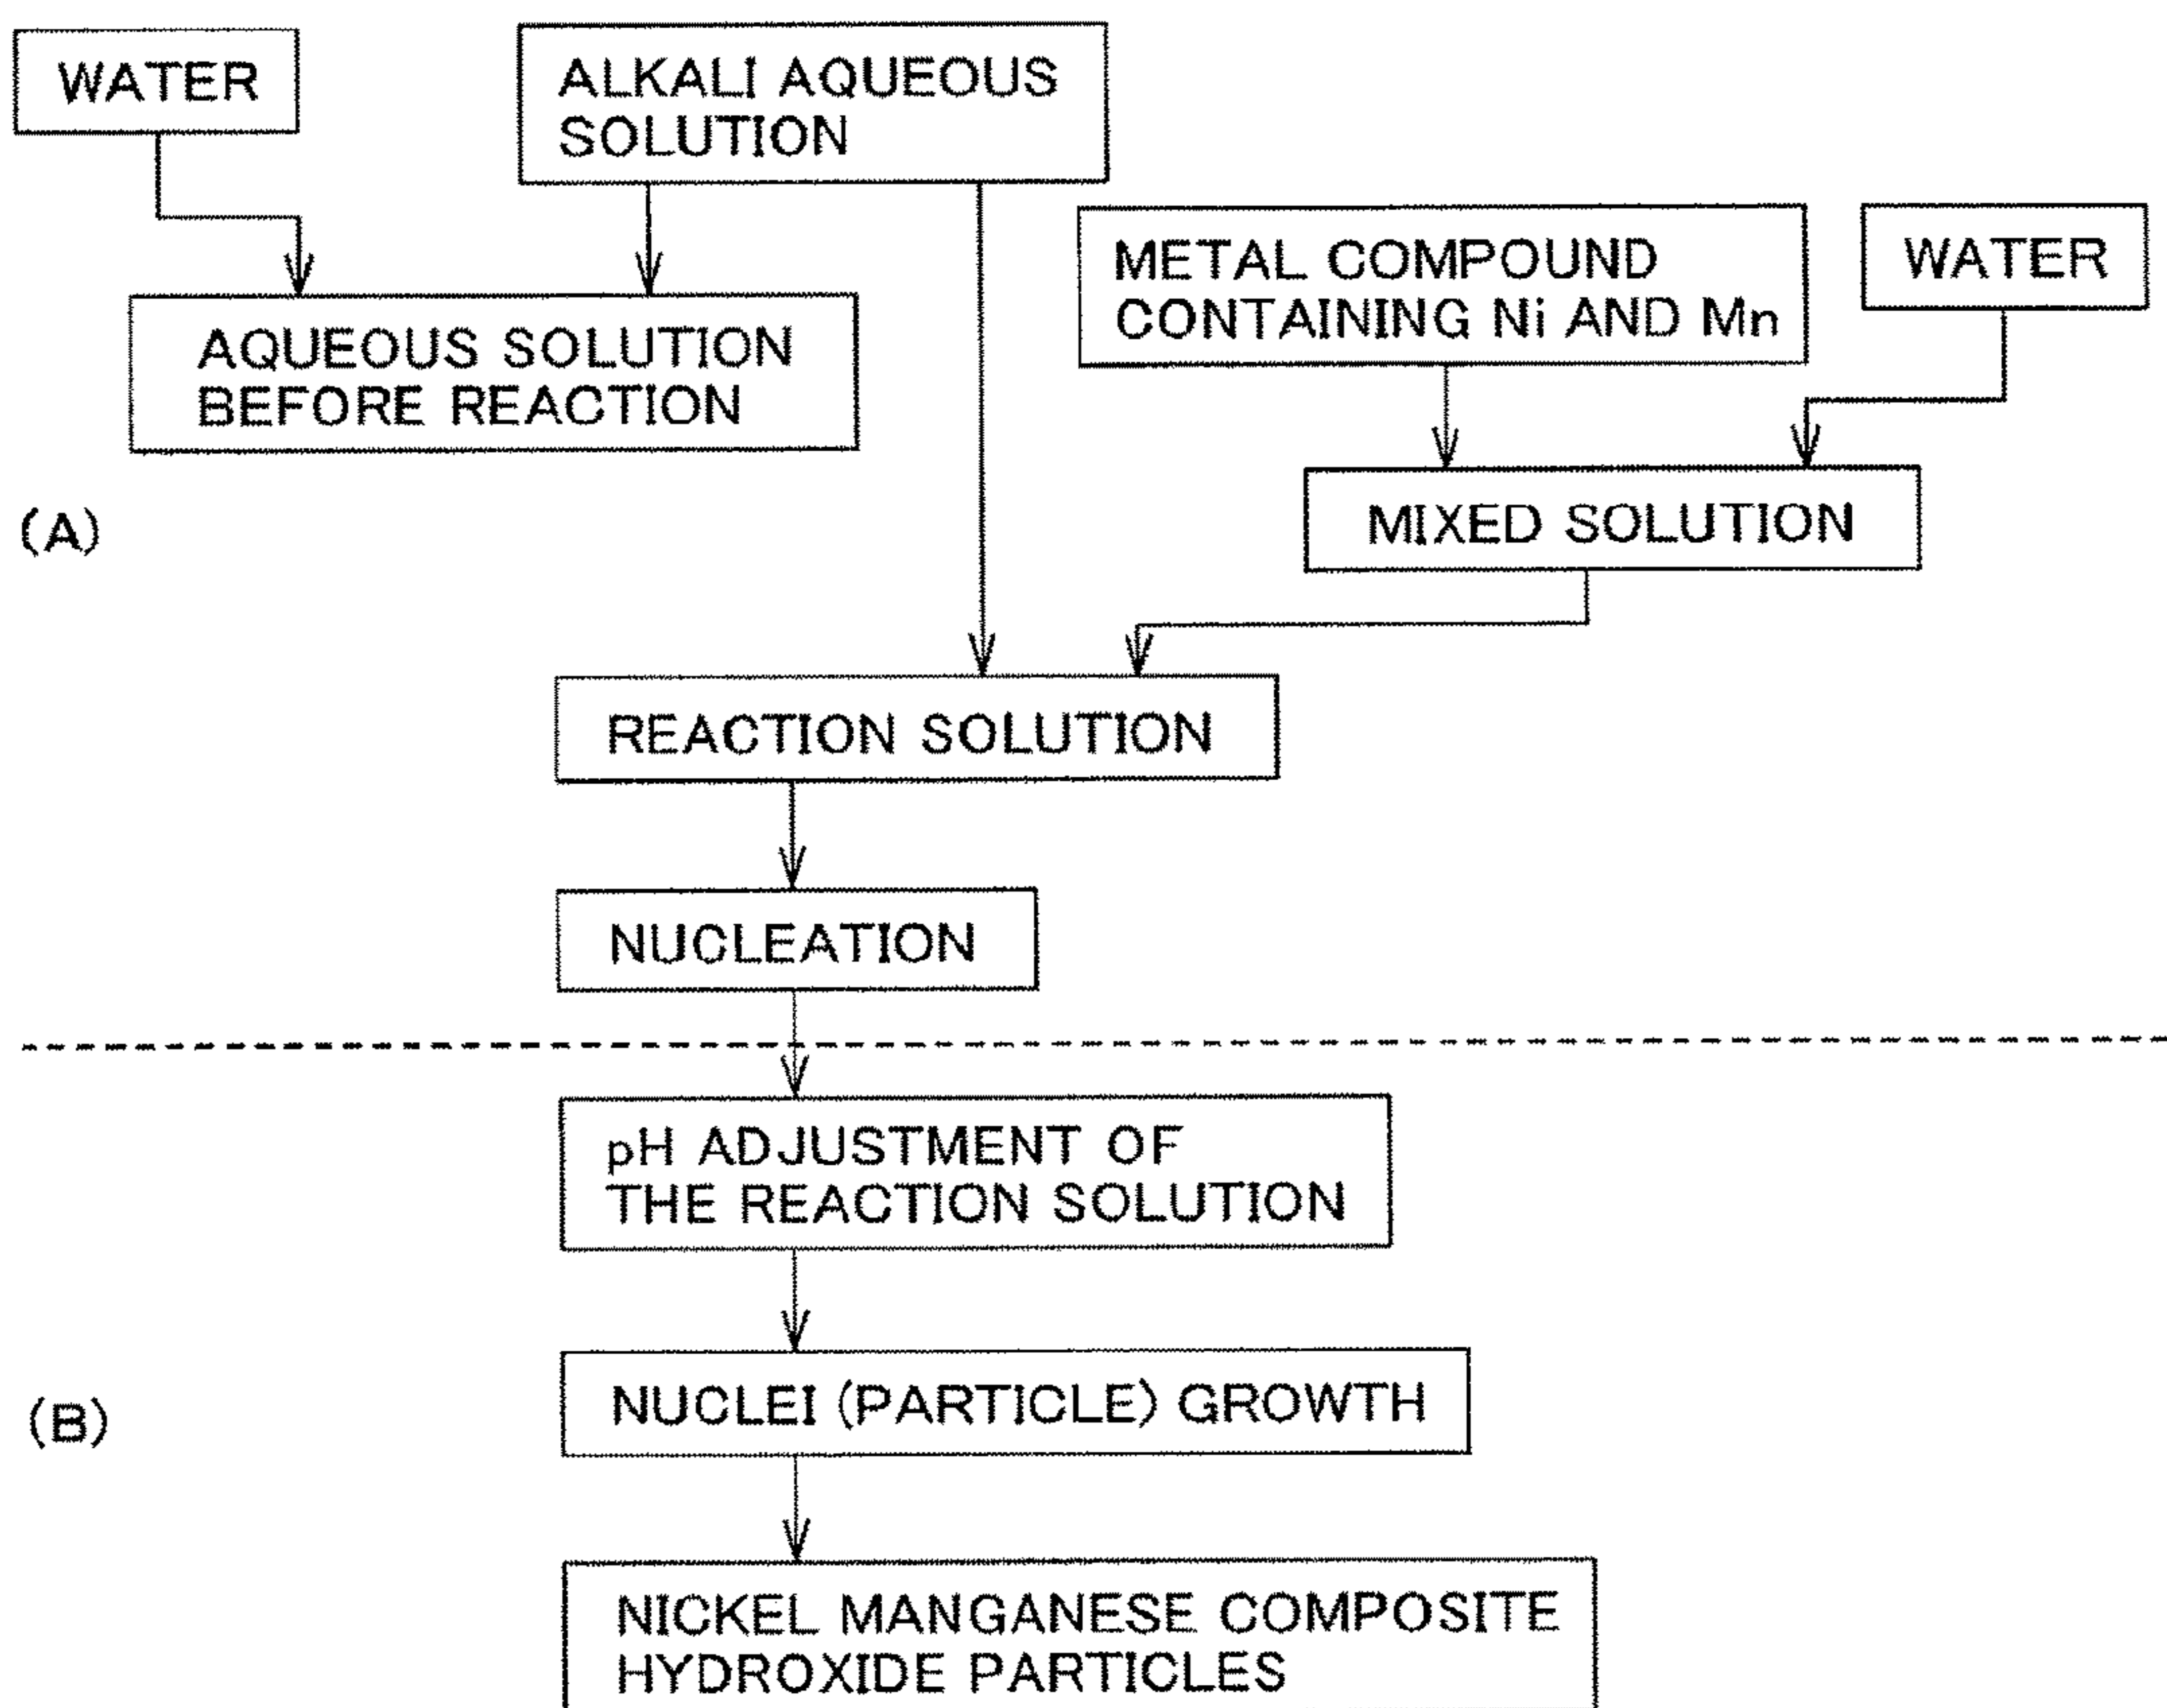 WATER
ALKALI AQUEOUS
SOLUTION
METAL COMPOUND
CONTAINING Ni AND Mn
WATER
AQUEOUS SOLUTION
BEFORE REACTION
(A)
MIXED SOLUTION
REACTION SOLUTION
NUCLEATION
pH ADJUSTMENT OF
THE REACTION SOLUTION
(B)
NUCLEI (PARTICLE) GROWTH
NICKEL MANGANESE COMPOSITE
HYDROXIDE PARTICLES